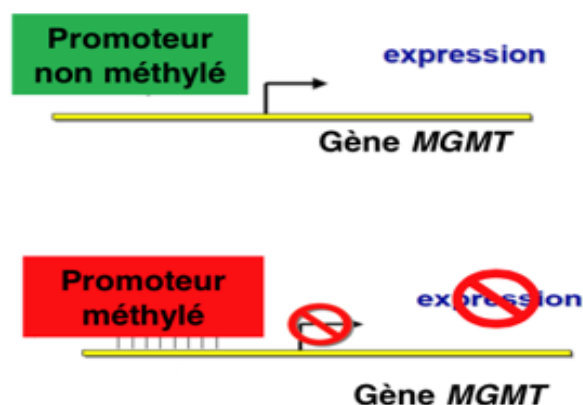 Promoteur
non méthylé
expression
Gène MGMT
Promoteur
méthylé
expression
Gène MGMT